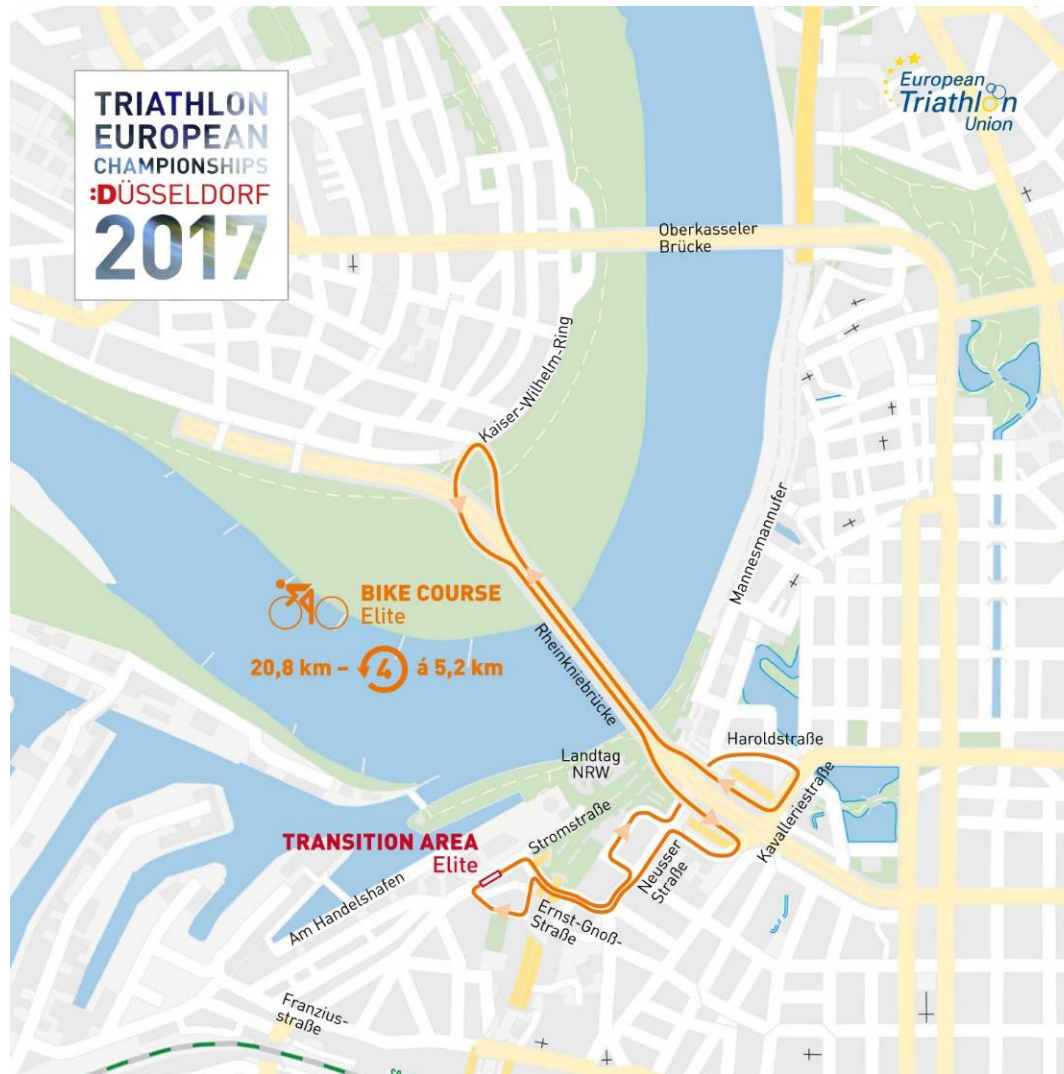 TRIATHLON
EUROPEAN
CHAMPIONSHIPS
:DÜSSELDORF
2017
European
Triathlon
Union
Oberkasseler
Brücke
Kaiser-Wilhelm-Ring
Mannesmannufer
BIKE COURSE
Elite
20,8 km – 4 á 5,2 km
Rheinkniebrücke
Haroldstraße
Landtag
NRW
Kavalleriestraße
Stromstraße
TRANSITION AREA
Elite
Neusser
Straße
Am Handelshafen
Ernst-Gnoß-
Straße
Franzius-
straße